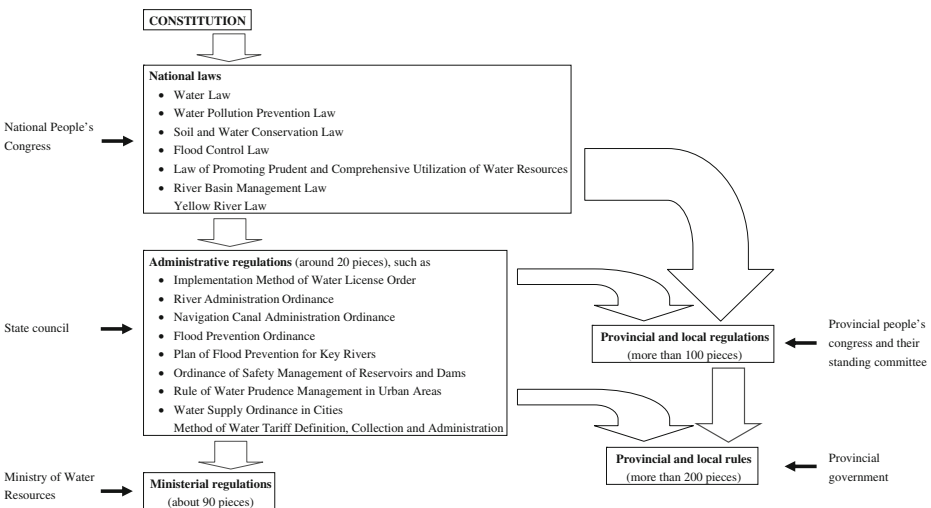 CONSTITUTION
National laws
• Water Law
• Water Pollution Prevention Law
• Soil and Water Conservation Law
• Flood Control Law
• Law of Promoting Prudent and Comprehensive Utilization of Water Resources
• River Basin Management Law
Yellow River Law
National People's
Congress
Administrative regulations (around 20 pieces), such as
• Implementation Method of Water License Order
• River Administration Ordinance
• Navigation Canal Administration Ordinance
• Flood Prevention Ordinance
• Plan of Flood Prevention for Key Rivers
• Ordinance of Safety Management of Reservoirs and Dams
• Rule of Water Prudence Management in Urban Areas
• Water Supply Ordinance in Cities
Method of Water Tariff Definition, Collection and Administration
State council
Provincial and local regulations
(more than 100 pieces)
Provincial people's
congress and their
standing committee
Provincial and local rules
(more than 200 pieces)
Provincial
government
Ministry of Water
Resources
Ministerial regulations
(about 90 pieces)